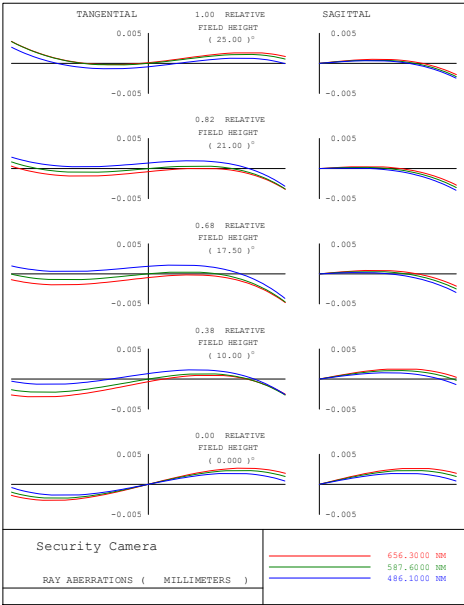 TANGENTIAL 1.00 RELATIVE SAGITTAL
FIELD HEIGHT
( 25.00 )°
0.005 0.005
-0.005 -0.005
0.82 RELATIVE
FIELD HEIGHT
( 21.00 )°
0.005 0.005
-0.005 -0.005
0.68 RELATIVE
FIELD HEIGHT
( 17.50 )°
0.005 0.005
-0.005 -0.005
0.38 RELATIVE
FIELD HEIGHT
( 10.00 )°
0.005 0.005
-0.005 -0.005
0.00 RELATIVE
FIELD HEIGHT
( 0.000 )°
0.005 0.005
-0.005 -0.005
Security Camera
RAY ABERRATIONS ( MILLIMETERS )
656.3000 NM
587.6000 NM
486.1000 NM